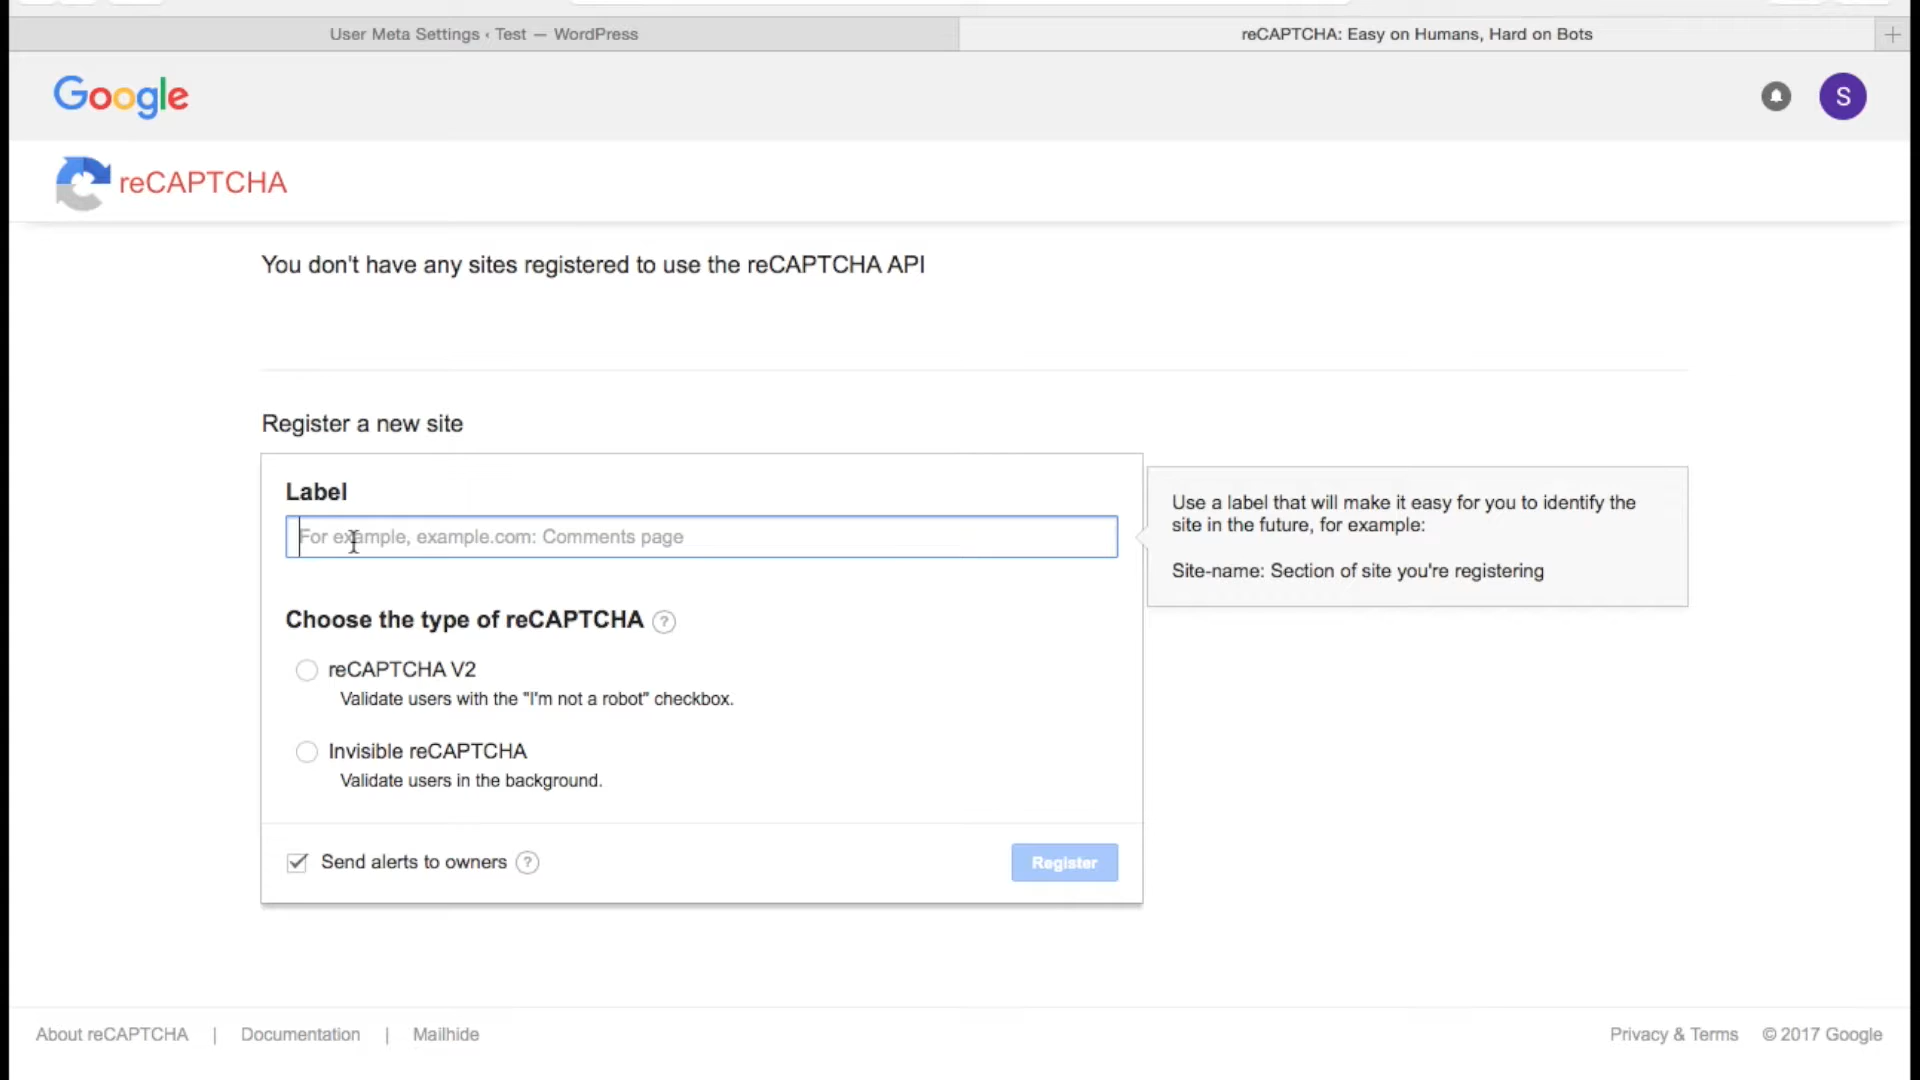 User Meta Settings ‹ Test — WordPress
reCAPTCHA: Easy on Humans, Hard on Bots
Google
S
reCAPTCHA
You don't have any sites registered to use the reCAPTCHA API
Register a new site
Label
For example, example.com: Comments page
Use a label that will make it easy for you to identify the
site in the future, for example:
Site-name: Section of site you're registering
Choose the type of reCAPTCHA ?
reCAPTCHA V2
Validate users with the "I'm not a robot" checkbox.
Invisible reCAPTCHA
Validate users in the background.
Send alerts to owners ?
Register
About reCAPTCHA | Documentation | Mailhide
Privacy & Terms © 2017 Google